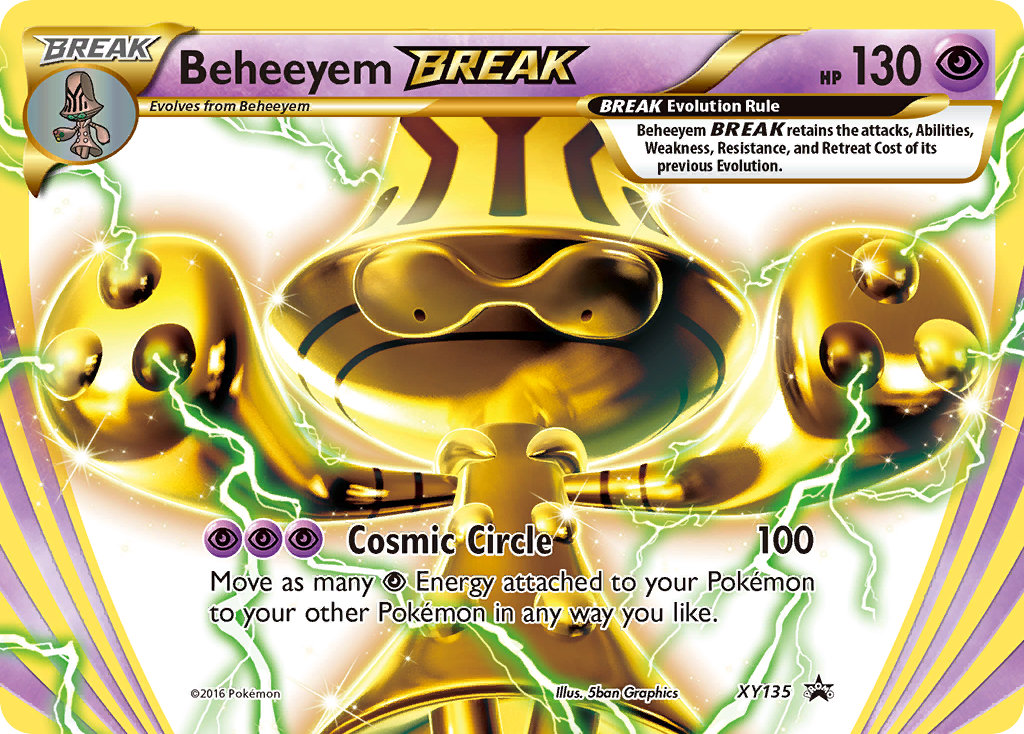 BREAK
Beheeyem BREAK
HP 130
Evolves from Beheeyem
BREAK Evolution Rule
Beheeyem BREAK retains the attacks, Abilities,
Weakness, Resistance, and Retreat Cost of its
previous Evolution.
Cosmic Circle 100
Move as many Energy attached to your Pokémon
to your other Pokémon in any way you like.
©2016 Pokémon
Illus. 5ban Graphics
XY135
PROMO